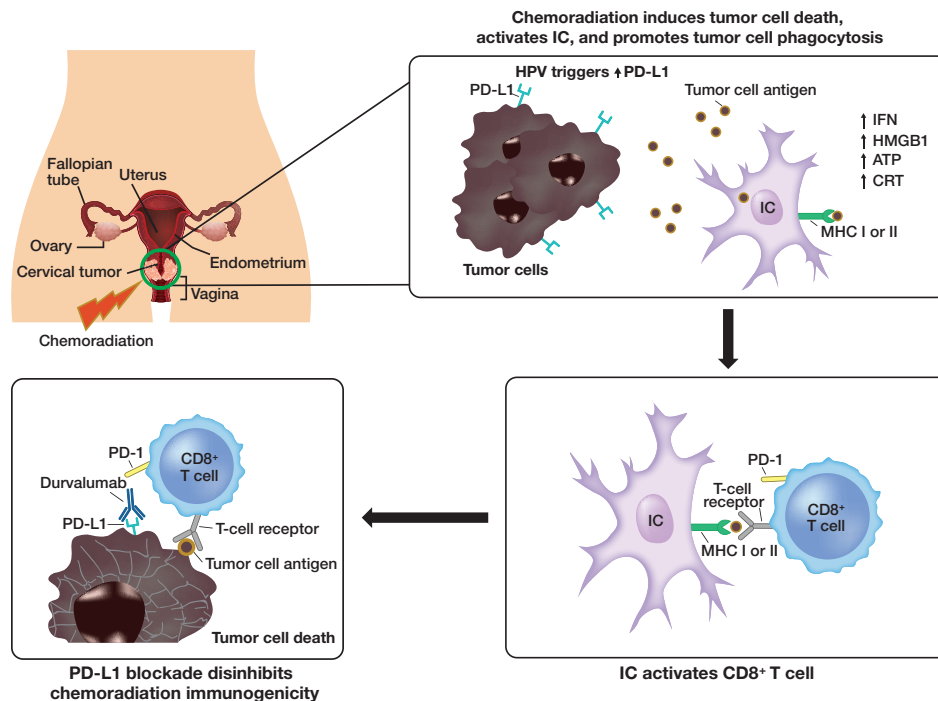 Chemoradiation induces tumor cell death,
activates IC, and promotes tumor cell phagocytosis
HPV triggers ↑ PD-L1
PD-L1
Tumor cell antigen
↑ IFN
↑ HMGB1
↑ ATP
↑ CRT
IC
MHC I or II
Tumor cells
Fallopian
tube
Uterus
Ovary
Endometrium
Cervical tumor
Vagina
Chemoradiation
PD-1
CD8⁺
T cell
Durvalumab
PD-L1
T-cell receptor
Tumor cell antigen
Tumor cell death
PD-L1 blockade disinhibits
chemoradiation immunogenicity
PD-1
T-cell
receptor
IC
CD8⁺
T cell
MHC I or II
IC activates CD8⁺ T cell